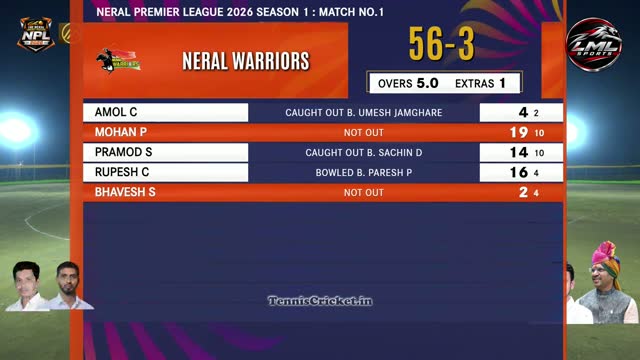 NERAL PREMIER LEAGUE 2026 SEASON 1 : MATCH NO.1
NPL
NERAL WARRIORS
56-3
OVERS 5.0 EXTRAS 1
LML
SPORTS
WARRIORS
AMOL C CAUGHT OUT B. UMESH JAMGHARE 4 2
MOHAN P NOT OUT 19 10
PRAMOD S CAUGHT OUT B. SACHIN D 14 10
RUPESH C BOWLED B. PARESH P 16 4
BHAVESH S NOT OUT 2 4
TennisCricket.in